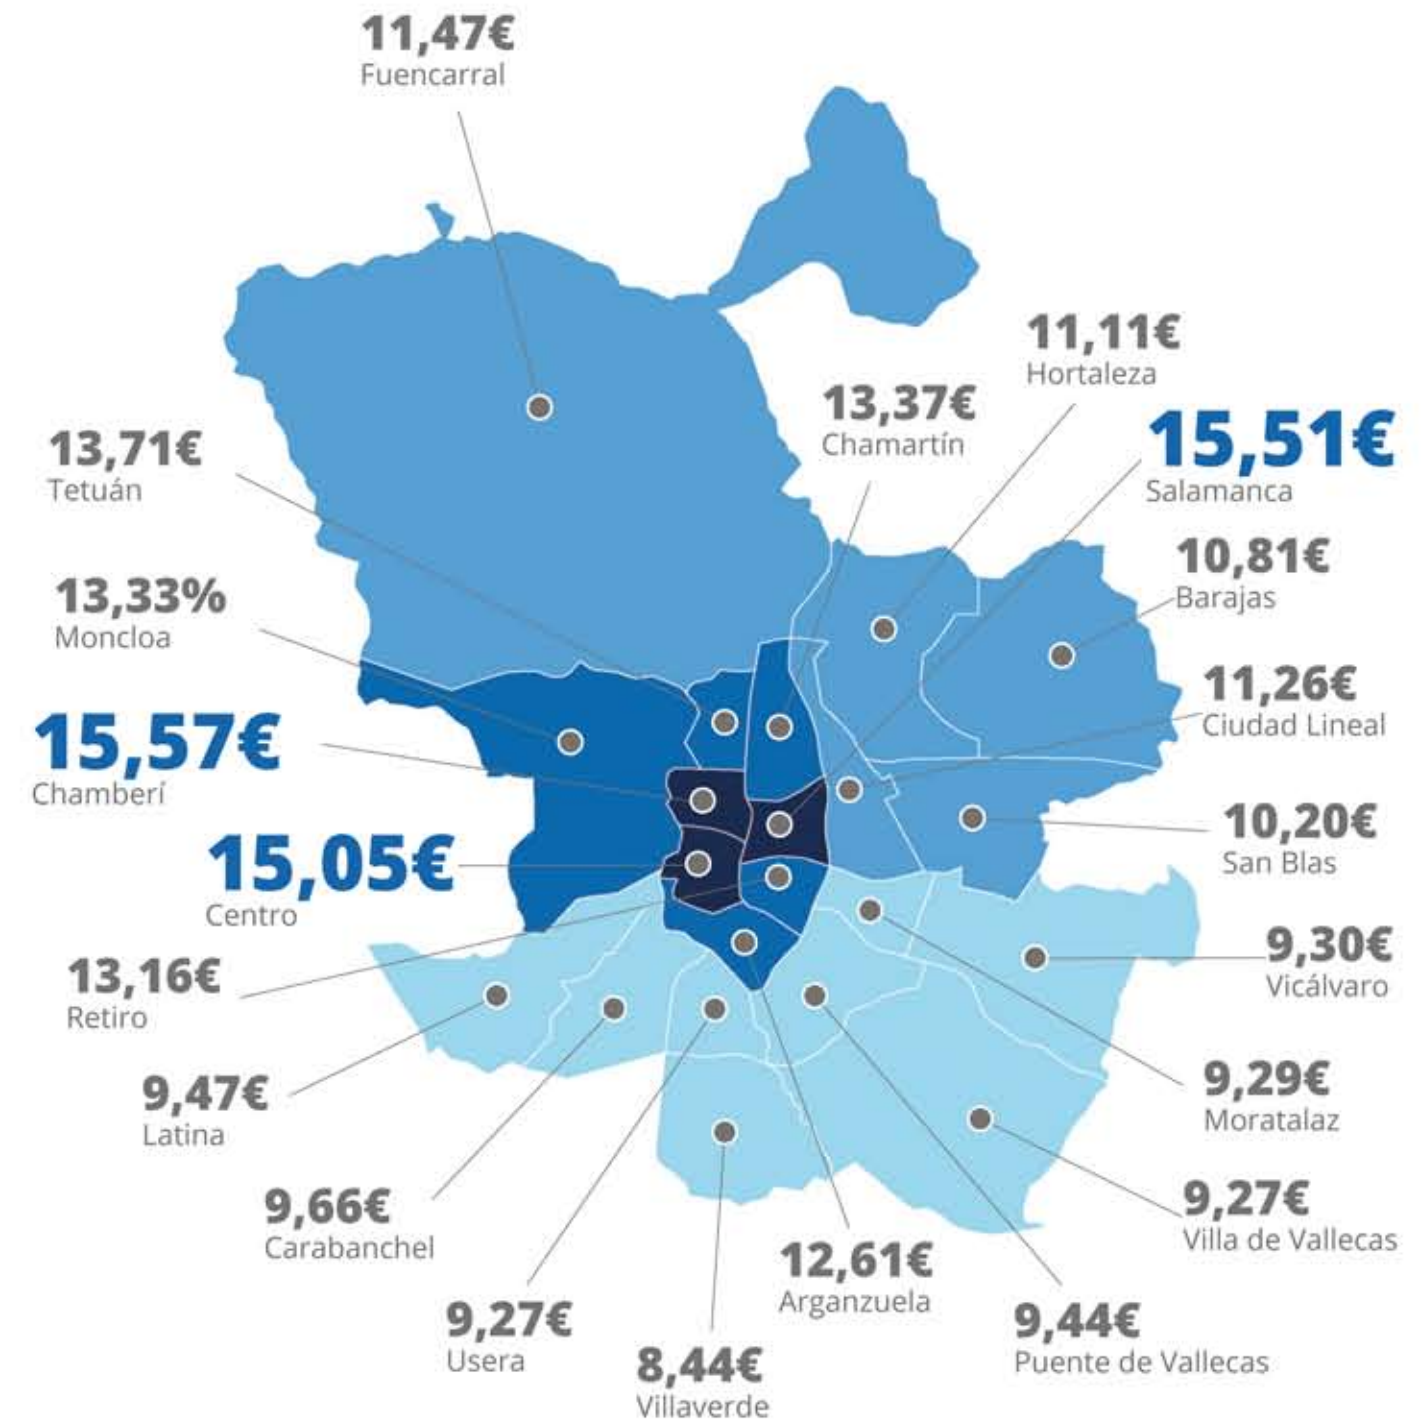 11,47€
Fuencarral
11,11€
Hortaleza
13,37€
Chamartín
15,51€
Salamanca
13,71€
Tetuán
10,81€
Barajas
13,33%
Moncloa
11,26€
Ciudad Lineal
15,57€
Chamberí
10,20€
San Blas
15,05€
Centro
9,30€
Vicálvaro
13,16€
Retiro
9,29€
Moratalaz
9,47€
Latina
9,27€
Villa de Vallecas
9,66€
Carabanchel
12,61€
Arganzuela
9,27€
Usera
9,44€
Puente de Vallecas
8,44€
Villaverde